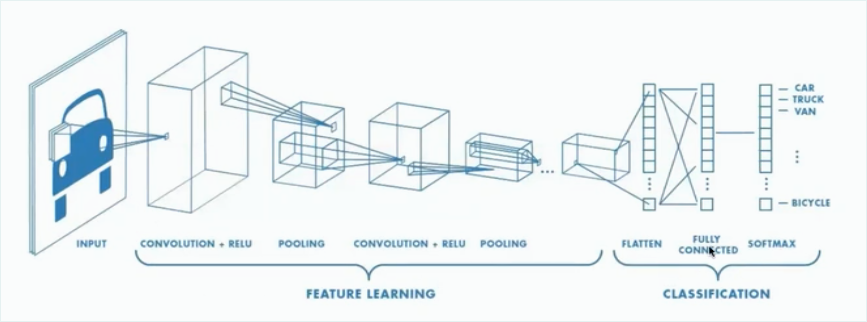 CAR
TRUCK
VAN
BICYCLE
INPUT
CONVOLUTION + RELU
POOLING
CONVOLUTION + RELU
POOLING
FLATTEN
FULLY
CONNECTED
SOFTMAX
FEATURE LEARNING
CLASSIFICATION